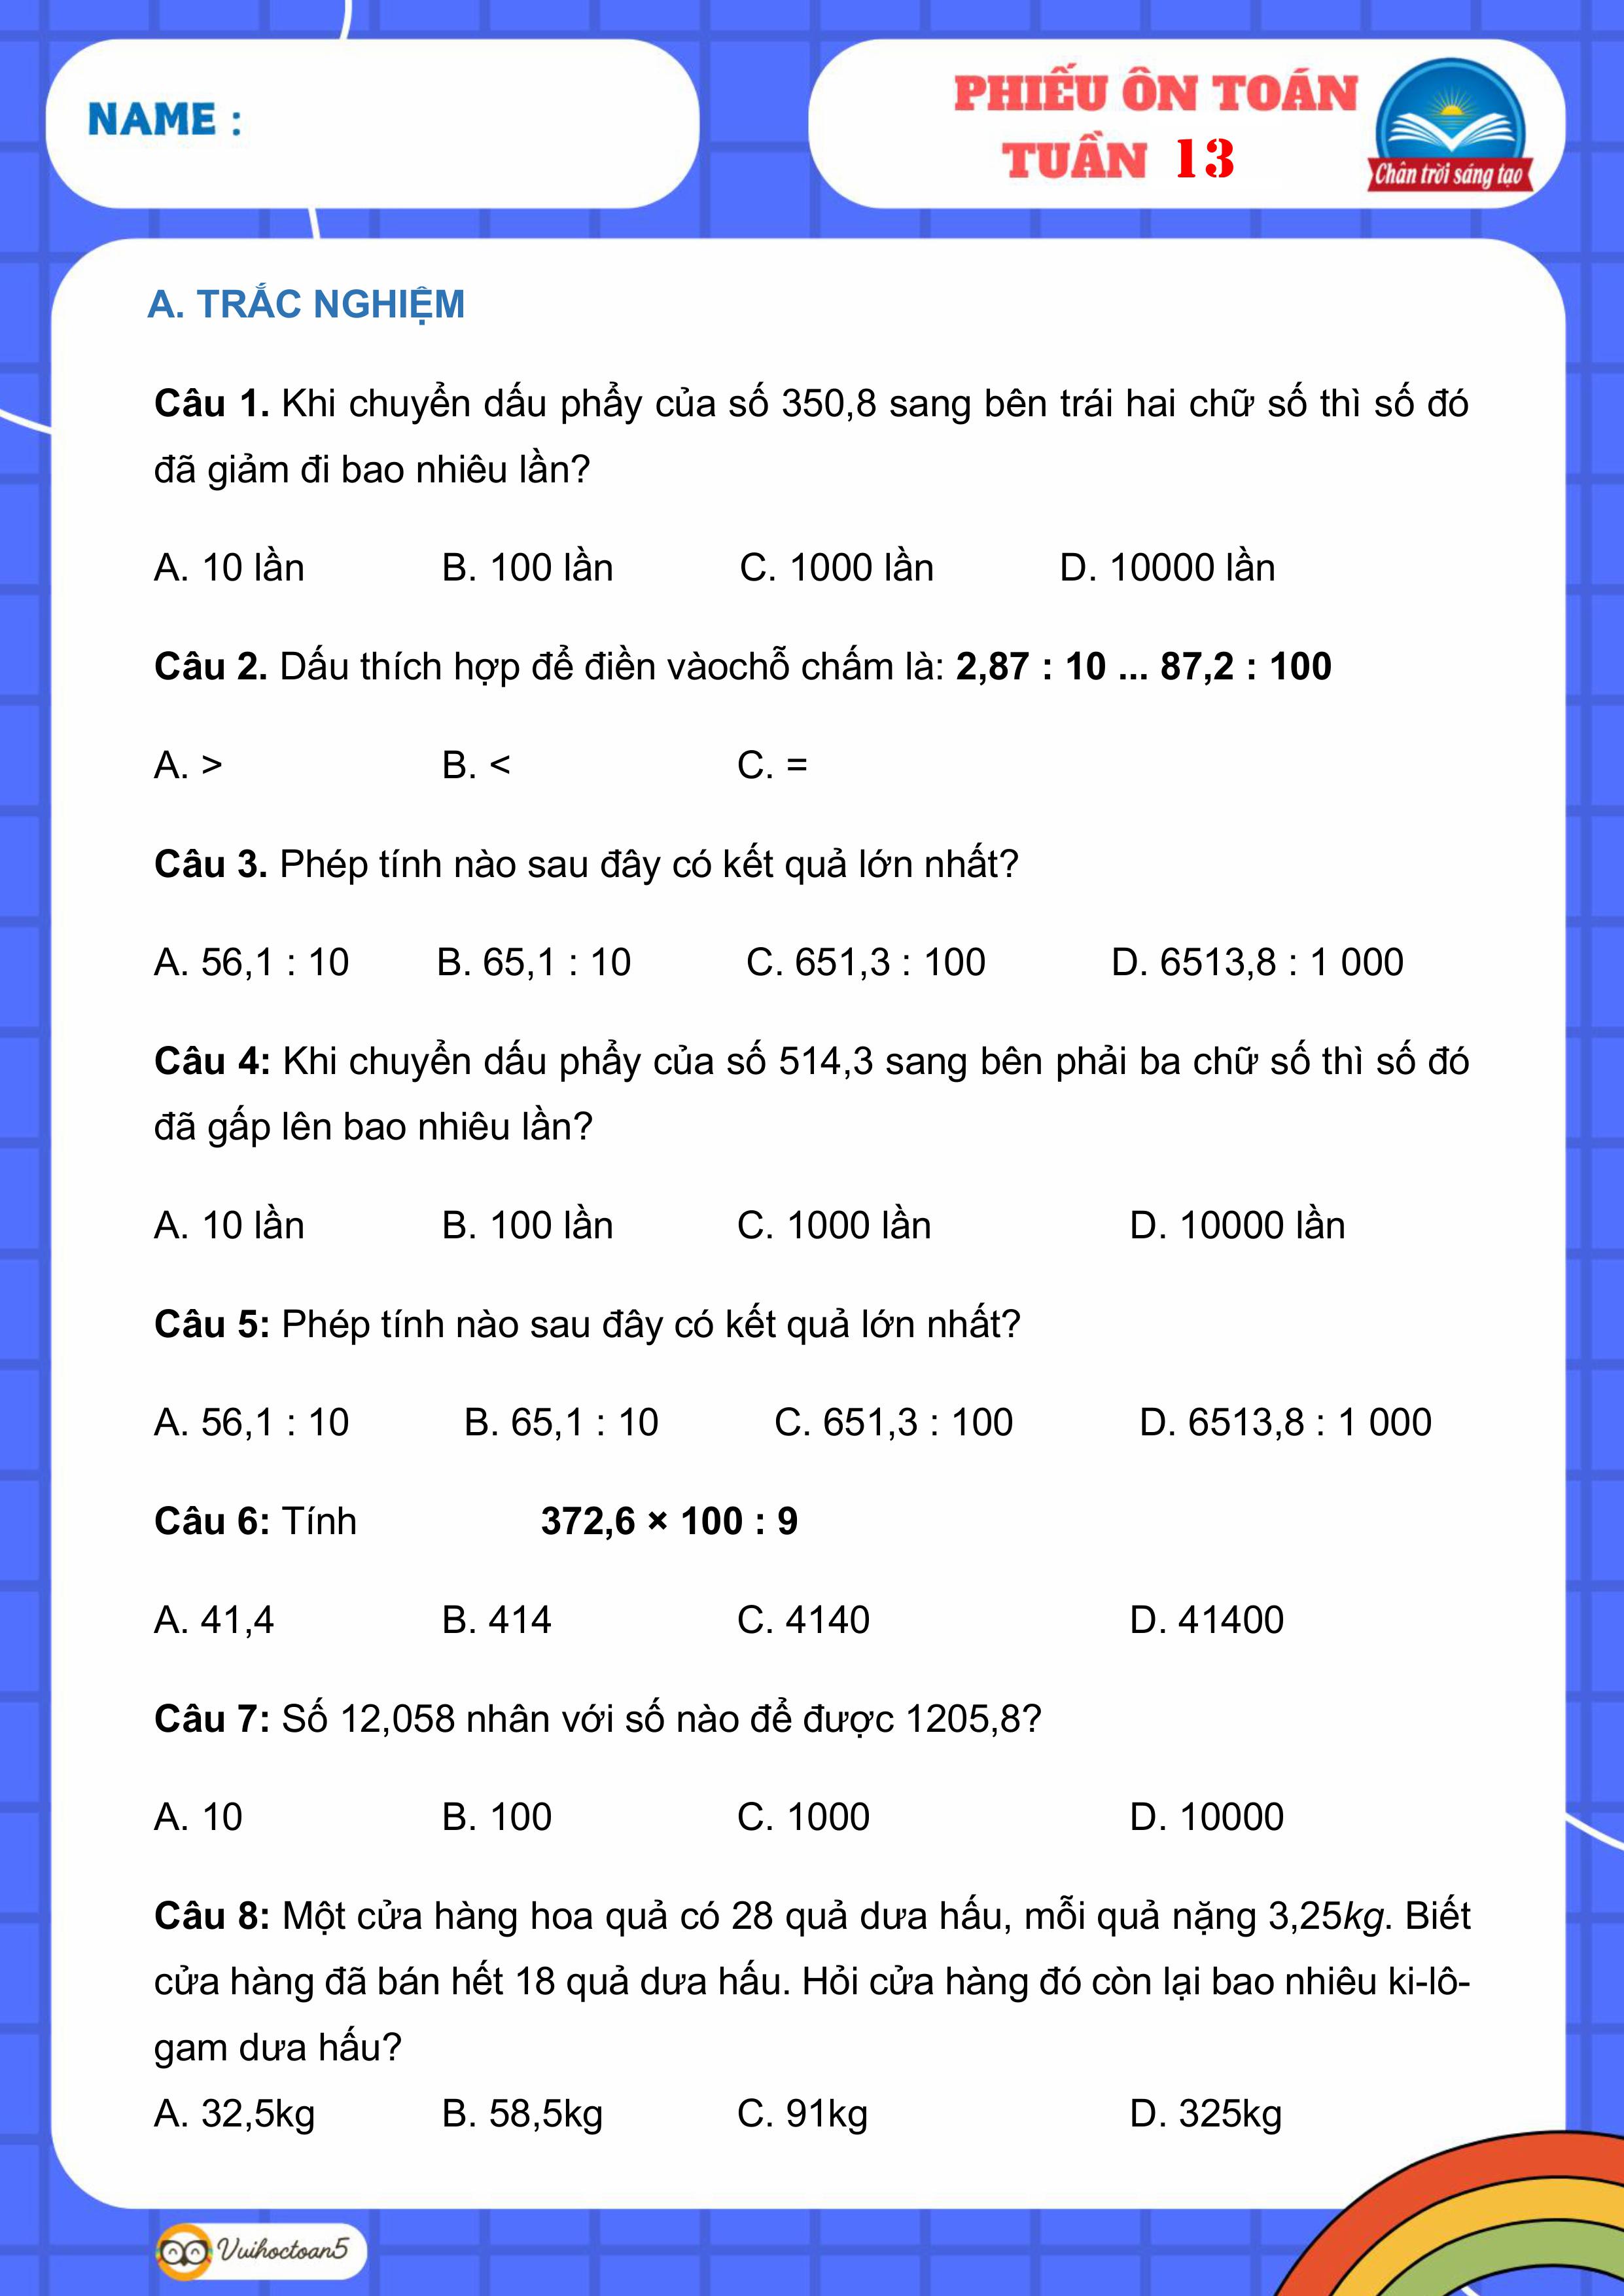 NAME :
PHIẾU ÔN TOÁN
TUẦN 13
Chân trời sáng tạo
A. TRẮC NGHIỆM
Câu 1. Khi chuyển dấu phẩy của số 350,8 sang bên trái hai chữ số thì số đó
đã giảm đi bao nhiêu lần?
A. 10 lần B. 100 lần C. 1000 lần D. 10000 lần
Câu 2. Dấu thích hợp để điền vàochỗ chấm là: 2,87 : 10 ... 87,2 : 100
A. > B. < C. =
Câu 3. Phép tính nào sau đây có kết quả lớn nhất?
A. 56,1 : 10 B. 65,1 : 10 C. 651,3 : 100 D. 6513,8 : 1 000
Câu 4: Khi chuyển dấu phẩy của số 514,3 sang bên phải ba chữ số thì số đó
đã gấp lên bao nhiêu lần?
A. 10 lần B. 100 lần C. 1000 lần D. 10000 lần
Câu 5: Phép tính nào sau đây có kết quả lớn nhất?
A. 56,1 : 10 B. 65,1 : 10 C. 651,3 : 100 D. 6513,8 : 1 000
Câu 6: Tính 372,6 × 100 : 9
A. 41,4 B. 414 C. 4140 D. 41400
Câu 7: Số 12,058 nhân với số nào để được 1205,8?
A. 10 B. 100 C. 1000 D. 10000
Câu 8: Một cửa hàng hoa quả có 28 quả dưa hấu, mỗi quả nặng 3,25kg. Biết
cửa hàng đã bán hết 18 quả dưa hấu. Hỏi cửa hàng đó còn lại bao nhiêu ki-lô-
gam dưa hấu?
A. 32,5kg B. 58,5kg C. 91kg D. 325kg
Vuihoctoan5